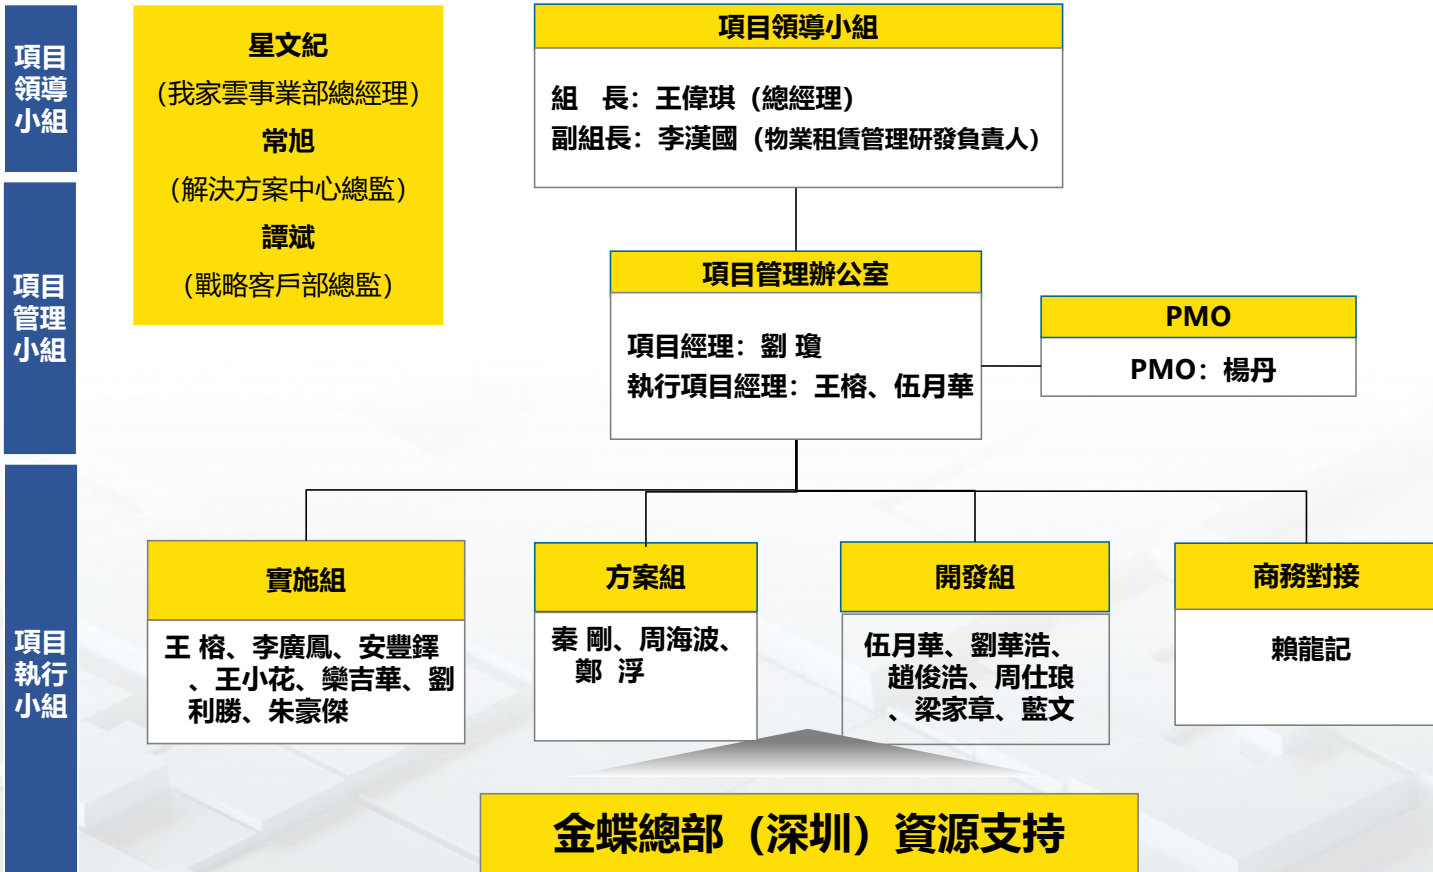 項目
領導
小組
星文紀
(我家雲事業部總經理)
常旭
(解決方案中心總監)
譚斌
(戰略客戶部總監)
項目領導小組
組 長：王偉琪（總經理）
副組長：李漢國（物業租賃管理研發負責人）
項目
管理
小組
項目管理辦公室
項目經理：劉 瓊
執行項目經理：王榕、伍月華
PMO
PMO：楊丹
項目
執行
小組
實施組
王 榕、李廣鳳、安豐鐸
、王小花、欒吉華、劉
利勝、朱豪傑
方案組
秦 剛、周海波、
鄭 浮
開發組
伍月華、劉華浩、
趙俊浩、周仕琅
、梁家章、藍文
商務對接
賴龍記
金蝶總部（深圳）資源支持